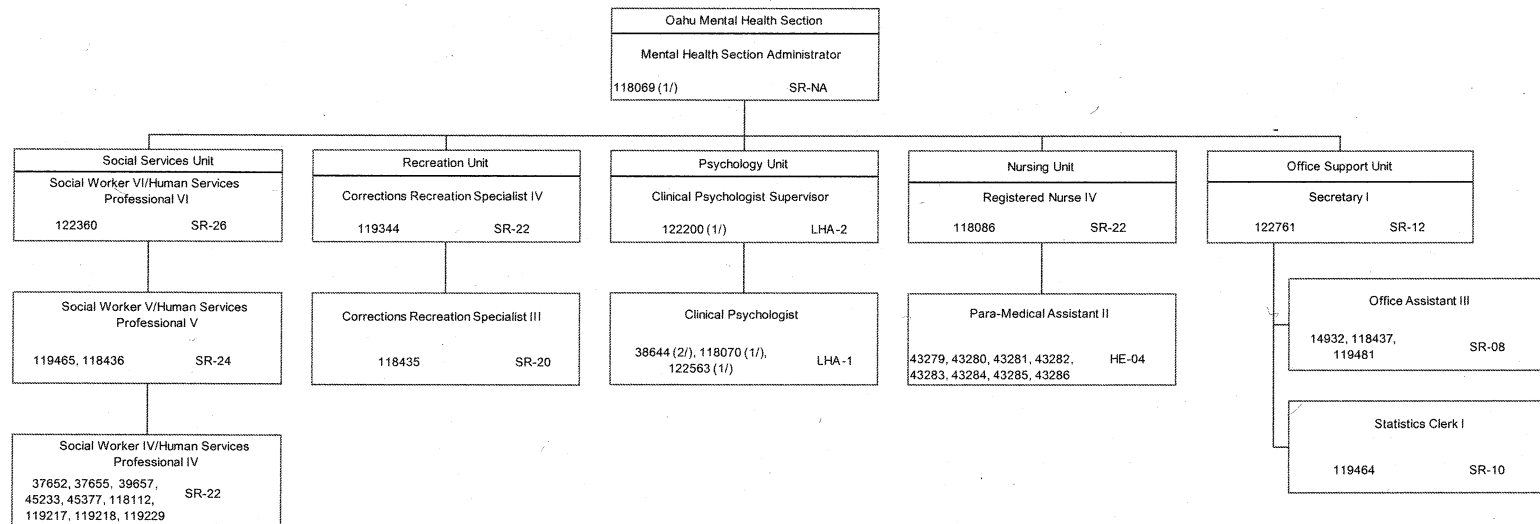 Oahu Mental Health Section
Mental Health Section Administrator
118069 (1/) SR-NA
Social Services Unit
Social Worker VI/Human Services
Professional VI
122360 SR-26
Social Worker V/Human Services
Professional V
119465, 118436 SR-24
Social Worker IV/Human Services
Professional IV
37652, 37655, 39657,
45233, 45377, 118112, SR-22
119217, 119218, 119229
Recreation Unit
Corrections Recreation Specialist IV
119344 SR-22
Corrections Recreation Specialist III
118435 SR-20
Psychology Unit
Clinical Psychologist Supervisor
122200 (1/) LHA-2
Clinical Psychologist
38644 (2/), 118070 (1/), LHA-1
122563 (1/)
Nursing Unit
Registered Nurse IV
118086 SR-22
Para-Medical Assistant II
43279, 43280, 43281, 43282, HE-04
43283, 43284, 43285, 43286
Office Support Unit
Secretary I
122761 SR-12
Office Assistant III
14932, 118437, SR-08
119481
Statistics Clerk I
119464 SR-10